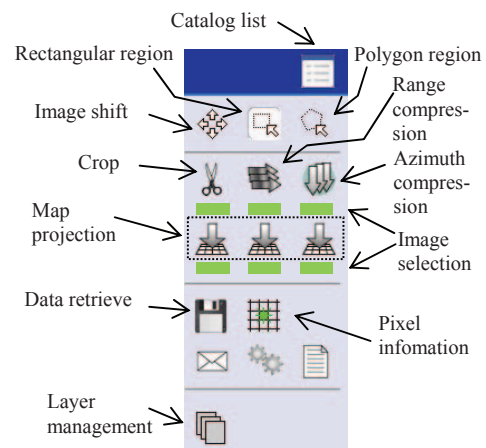 Catalog list
Rectangular region
Polygon region
Range
compres-
sion
Image shift
Crop
Azimuth
compres-
sion
Map
projection
Image
selection
Data retrieve
Pixel
infomation
Layer
management